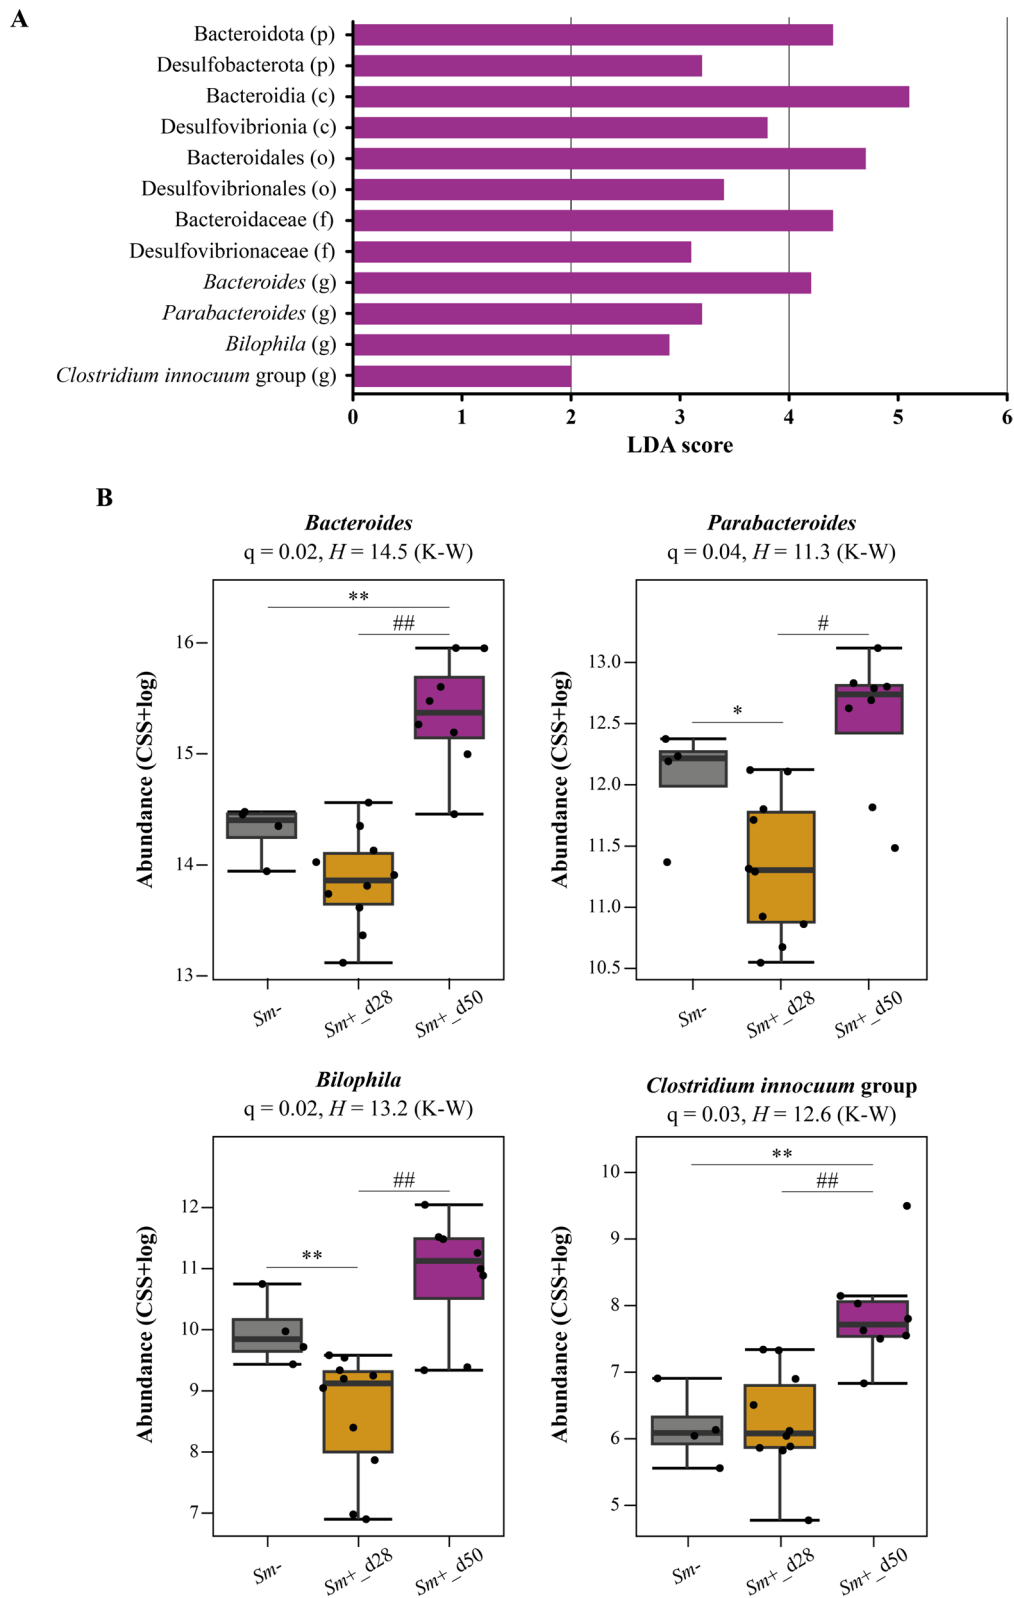 A
Bacteroidota (p)
Desulfobacterota (p)
Bacteroidia (c)
Desulfovibrionia (c)
Bacteroidales (o)
Desulfovibrionales (o)
Bacteroidaceae (f)
Desulfovibrionaceae (f)
Bacteroides (g)
Parabacteroides (g)
Bilophila (g)
Clostridium innocuum group (g)
0 1 2 3 4 5 6
LDA score
B
Bacteroides
q = 0.02, H = 14.5 (K-W)
Abundance (CSS+log)
16
15
14
13
**
##
Sm- Sm+_d28 Sm+_d50
Parabacteroides
q = 0.04, H = 11.3 (K-W)
Abundance (CSS+log)
13.0
12.5
12.0
11.5
11.0
10.5
#
*
Sm- Sm+_d28 Sm+_d50
Bilophila
q = 0.02, H = 13.2 (K-W)
Abundance (CSS+log)
12
11
10
9
8
7
##
**
Sm- Sm+_d28 Sm+_d50
Clostridium innocuum group
q = 0.03, H = 12.6 (K-W)
Abundance (CSS+log)
10
9
8
7
6
5
**
##
Sm- Sm+_d28 Sm+_d50